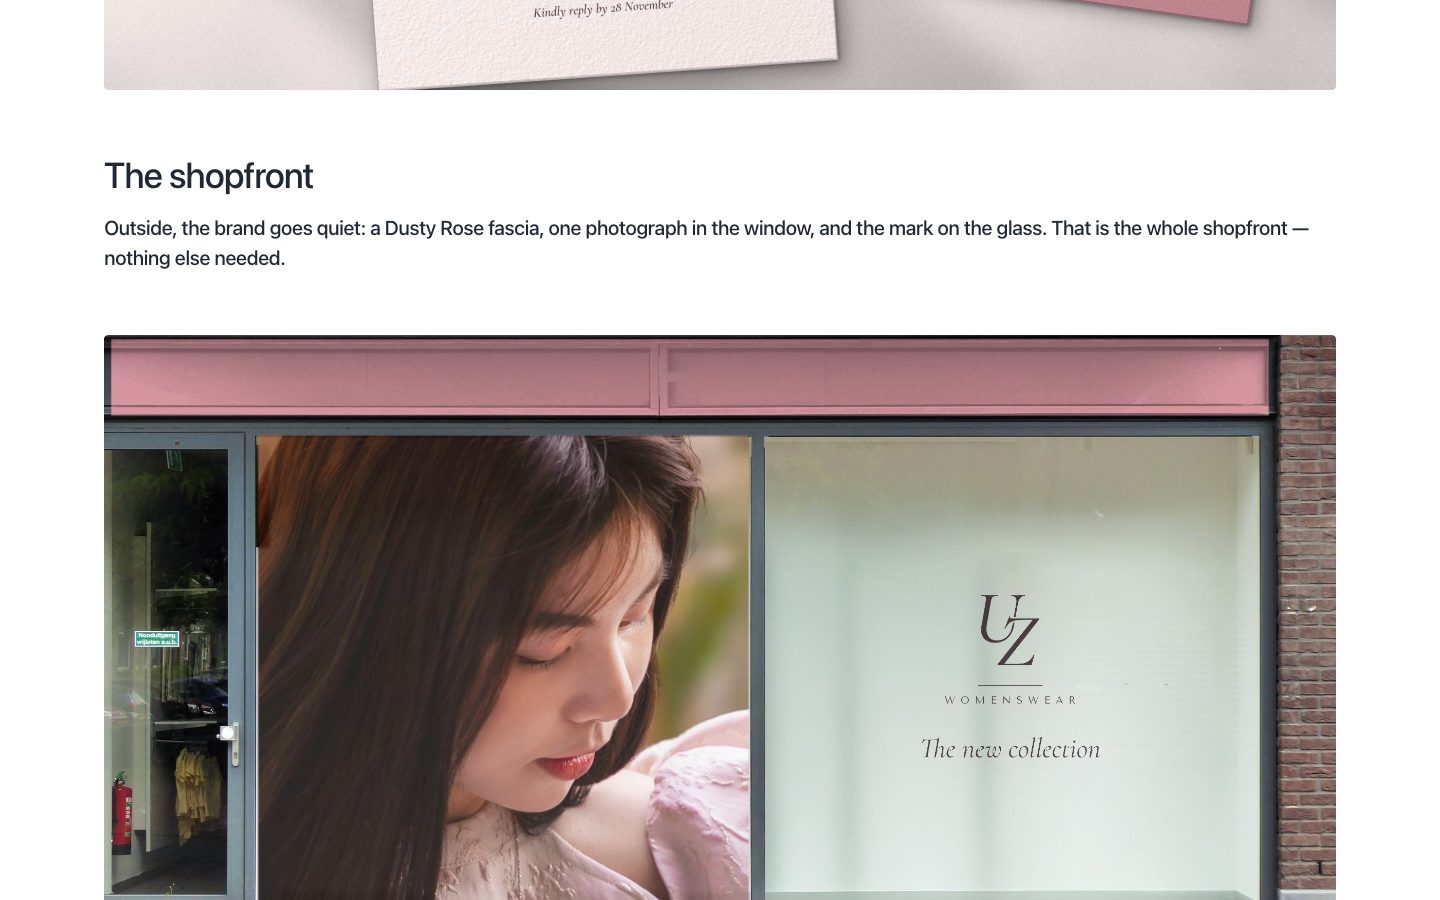 Kindly reply by 28 November
The shopfront
Outside, the brand goes quiet: a Dusty Rose fascia, one photograph in the window, and the mark on the glass. That is the whole shopfront —
nothing else needed.
Nooduitgang
vrijlaten a.u.b.
UZ
WOMENSWEAR
The new collection